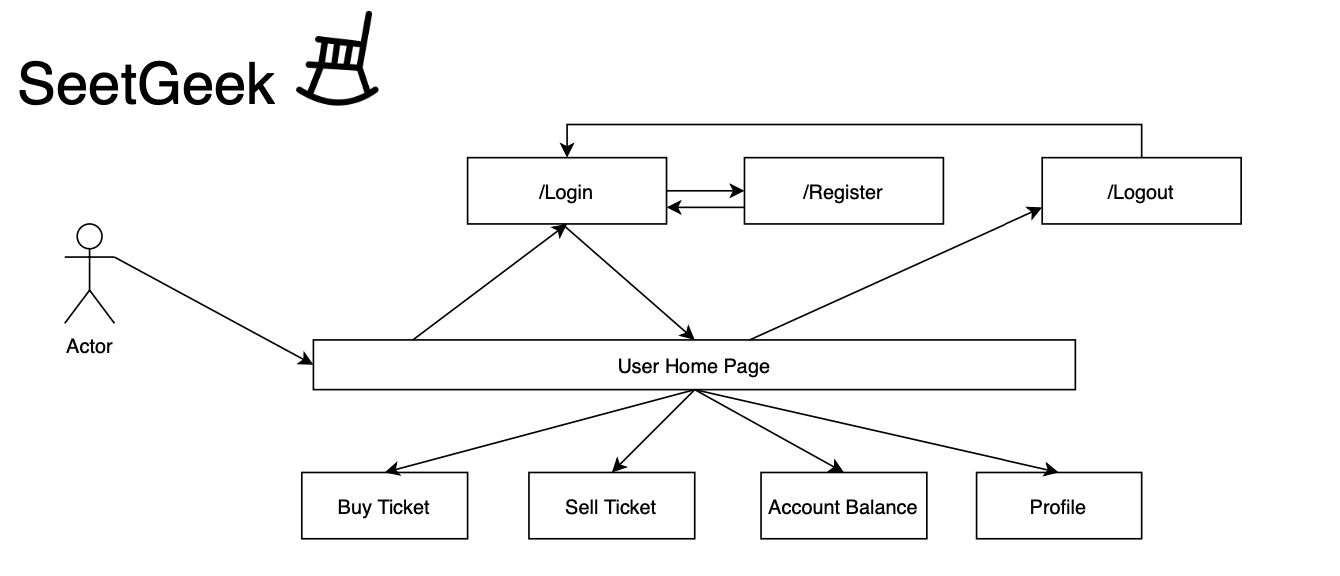 SeetGeek
/Login
/Register
/Logout
Actor
User Home Page
Buy Ticket
Sell Ticket
Account Balance
Profile